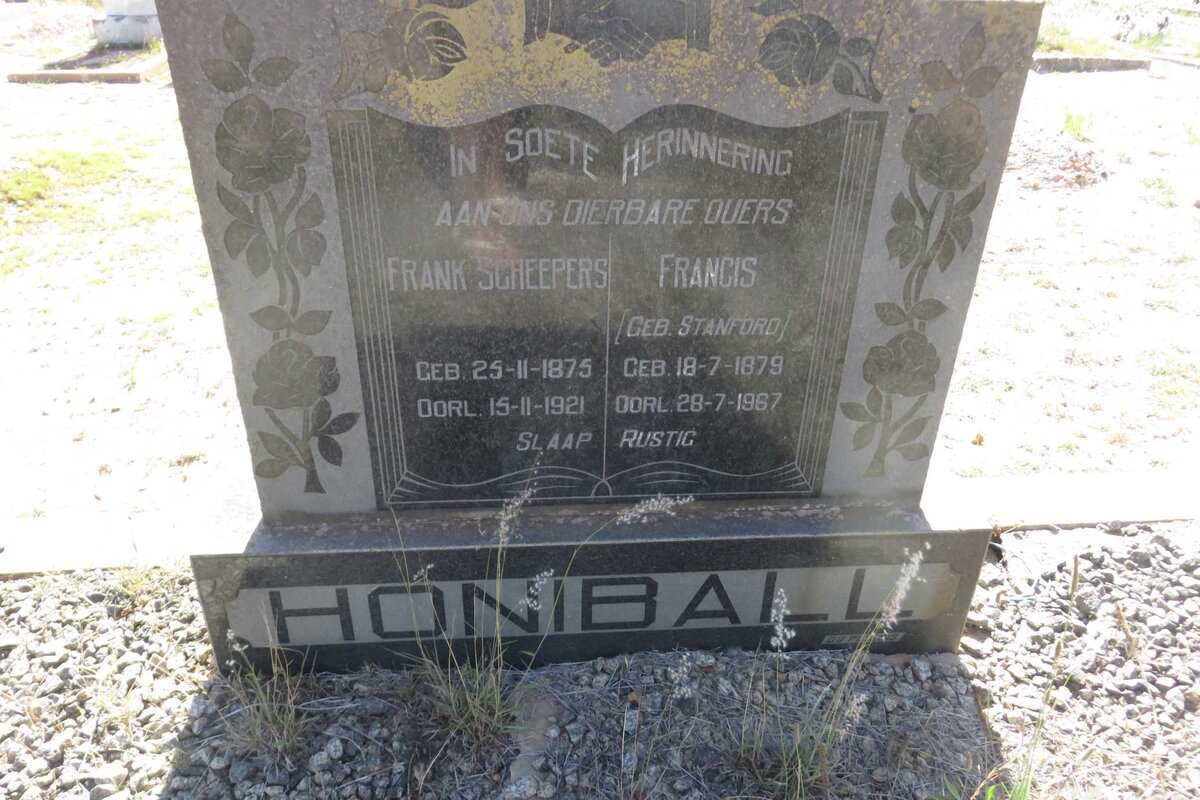 IN SOETE HERINNERING
AAN ONS DIERBARE OUERS
FRANK SCHEEPERS FRANCIS
[GEB. STANFORD]
GEB. 25-11-1875 GEB. 18-7-1879
OORL. 15-11-1921 OORL. 28-7-1967
SLAAP RUSTIG
HONIBALL